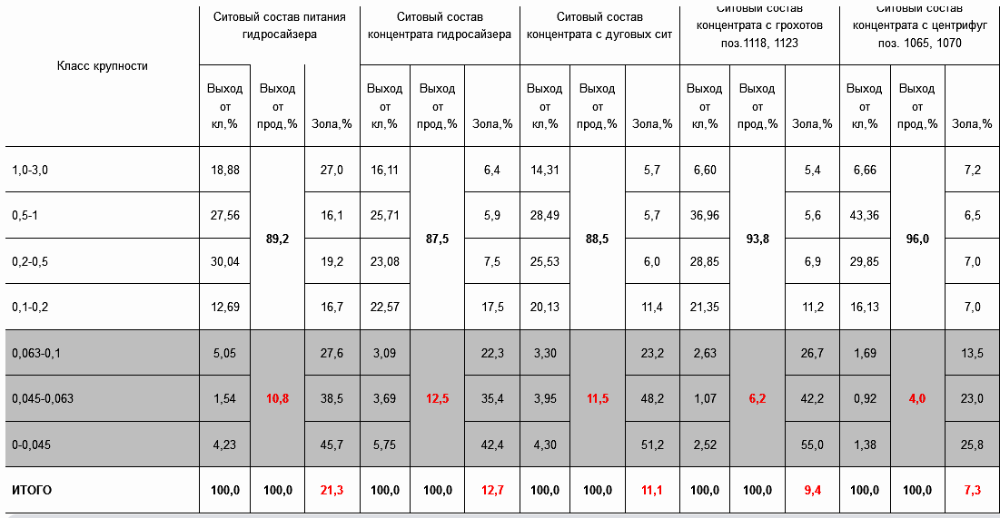 Класс крупности | Ситовый состав питания гидросайзера | Ситовый состав концентрата гидросайзера | Ситовый состав концентрата с дуговых сит | Ситовый состав концентрата с грохотов поз.1118, 1123 | Ситовый состав концентрата с центрифуг поз. 1065, 1070
Выход от кл,% | Выход от прод,% | Зола,% | Выход от кл,% | Выход от прод,% | Зола,% | Выход от кл,% | Выход от прод,% | Зола,% | Выход от кл,% | Выход от прод,% | Зола,% | Выход от кл,% | Выход от прод,% | Зола,%
1,0-3,0 | 18,88 | 27,0 | 16,11 | 6,4 | 14,31 | 5,7 | 6,60 | 5,4 | 6,66 | 7,2
0,5-1 | 27,56 | 16,1 | 25,71 | 5,9 | 28,49 | 5,7 | 36,96 | 5,6 | 43,36 | 6,5
89,2 | 87,5 | 88,5 | 93,8 | 96,0
0,2-0,5 | 30,04 | 19,2 | 23,08 | 7,5 | 25,53 | 6,0 | 28,85 | 6,9 | 29,85 | 7,0
0,1-0,2 | 12,69 | 16,7 | 22,57 | 17,5 | 20,13 | 11,4 | 21,35 | 11,2 | 16,13 | 7,0
0,063-0,1 | 5,05 | 27,6 | 3,09 | 22,3 | 3,30 | 23,2 | 2,63 | 26,7 | 1,69 | 13,5
0,045-0,063 | 1,54 | 10,8 | 38,5 | 3,69 | 12,5 | 35,4 | 3,95 | 11,5 | 48,2 | 1,07 | 6,2 | 42,2 | 0,92 | 4,0 | 23,0
0-0,045 | 4,23 | 45,7 | 5,75 | 42,4 | 4,30 | 51,2 | 2,52 | 55,0 | 1,38 | 25,8
ИТОГО | 100,0 | 100,0 | 21,3 | 100,0 | 100,0 | 12,7 | 100,0 | 100,0 | 11,1 | 100,0 | 100,0 | 9,4 | 100,0 | 100,0 | 7,3